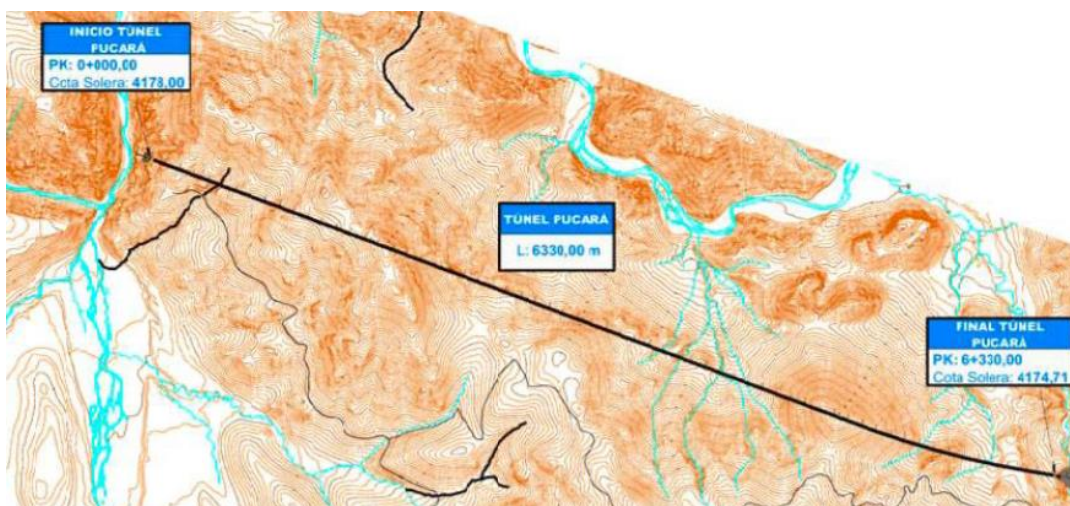 INICIO TÚNEL
PUCARÁ
PK: 0+000,00
Cota Solera: 4178,00
TÚNEL PUCARÁ
L: 6330,00 m
FINAL TÚNEL
PUCARÁ
PK: 6+330,00
Cota Solera: 4174,71